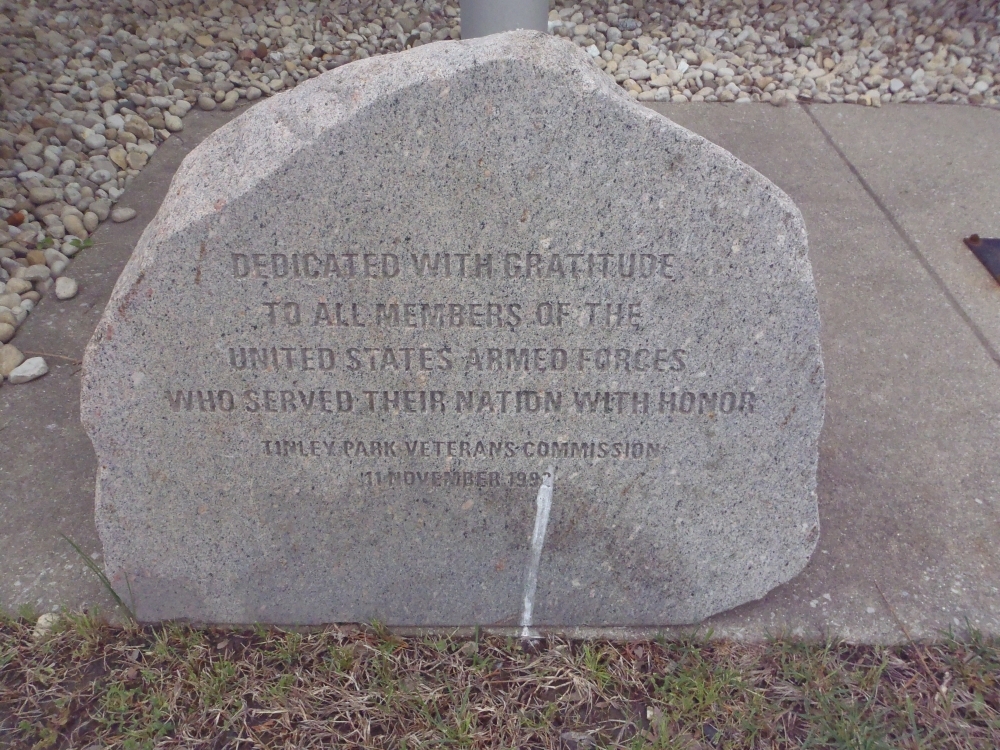 DEDICATED WITH GRATITUDE
TO ALL MEMBERS OF THE
UNITED STATES ARMED FORCES
WHO SERVED THEIR NATION WITH HONOR
TINLEY PARK VETERANS COMMISSION
11 NOVEMBER